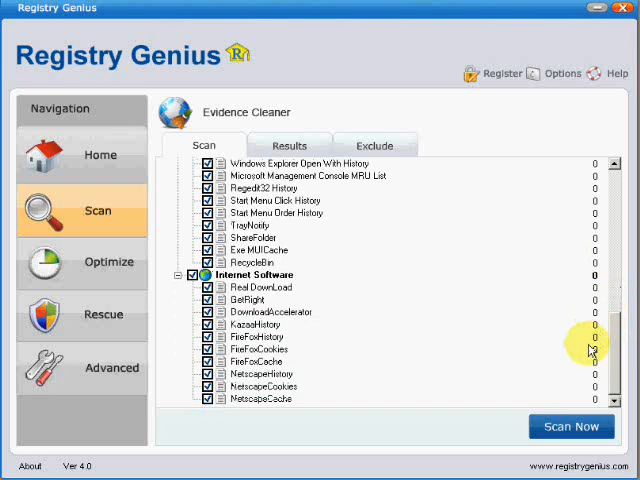 Registry Genius
Registry Genius R
Register Options Help
Navigation
Home
Scan
Optimize
Rescue
Advanced
Evidence Cleaner
Scan Results Exclude
Windows Explorer Open With History 0
Microsoft Management Console MRU List 0
Regedit32 History 0
Start Menu Click History 0
Start Menu Order History 0
TrayNotify 0
ShareFolder 0
Exe MUICache 0
RecycleBin 0
Internet Software 0
Real DownLoad 0
GetRight 0
DownloadAccelerator 0
KazaaHistory 0
FireFoxHistory 0
FireFoxCookies 0
FireFoxCache 0
NetscapeHistory 0
NetscapeCookies 0
NetscapeCache 0
Scan Now
About Ver 4.0 www.registrygenius.com